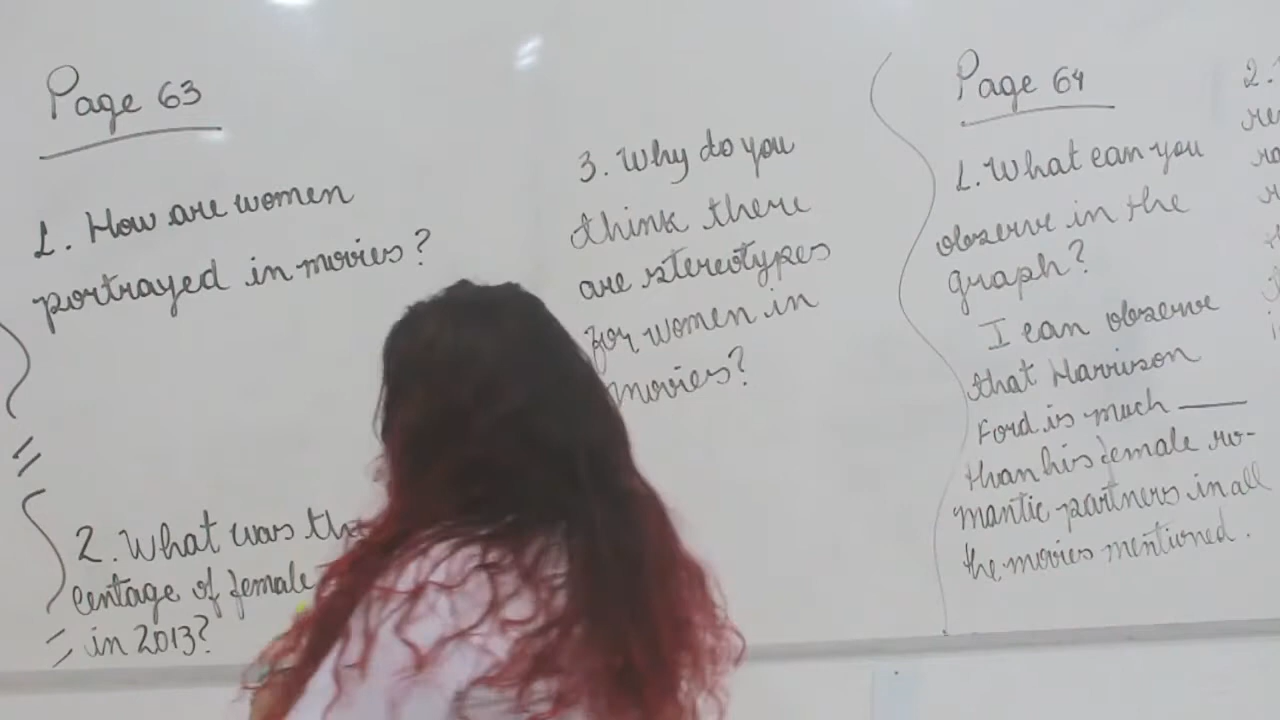 Page 63
1. How are women
portrayed in movies?
2. What was the
centage of female
in 2013?
3. Why do you
think there
are stereotypes
for women in
movies?
Page 64
1. What can you
observe in the
graph?
I can observe
that Harrison
Ford is much ___
than his female ro-
mantic partners in all
the movies mentioned.
2.